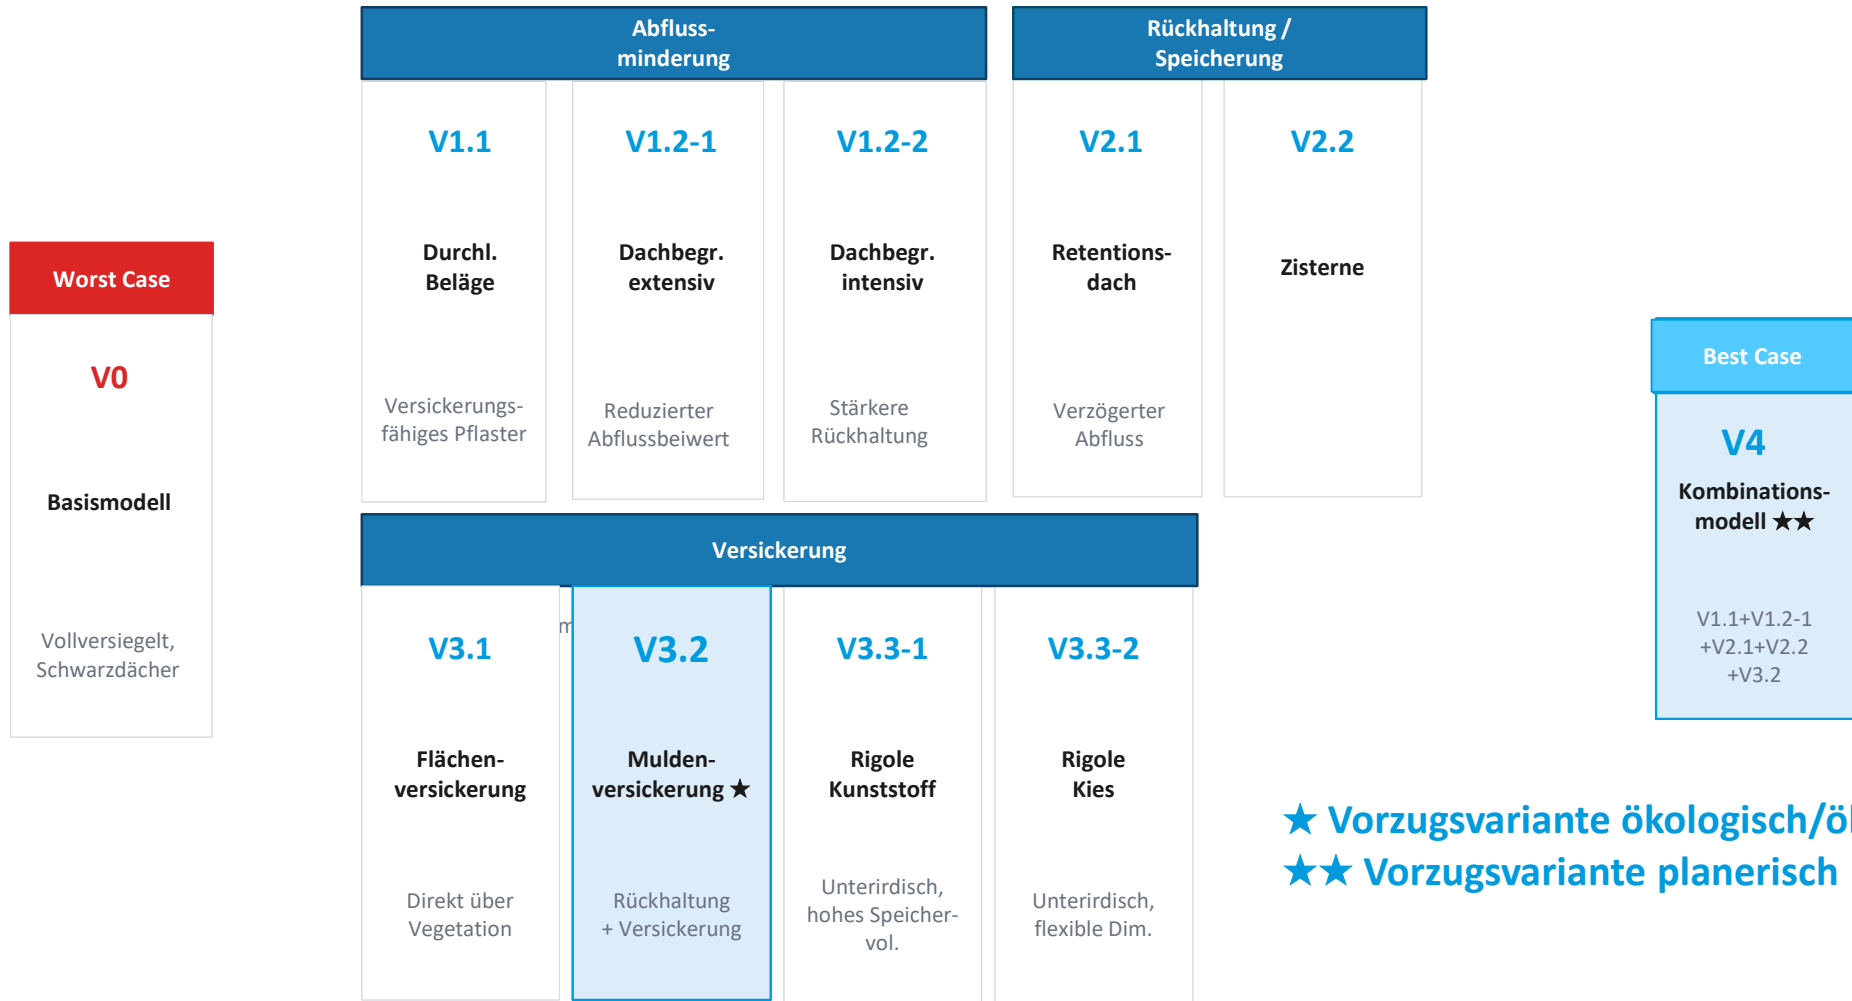 Abfluss-
minderung
Rückhaltung /
Speicherung
V1.1
Durchl.
Beläge
Versickerungs-
fähiges Pflaster
V1.2-1
Dachbegr.
extensiv
Reduzierter
Abflussbeiwert
V1.2-2
Dachbegr.
intensiv
Stärkere
Rückhaltung
V2.1
Retentions-
dach
Verzögerter
Abfluss
V2.2
Zisterne
Worst Case
V0
Basismodell
Vollversiegelt,
Schwarzdächer
Versickerung
V3.1
Flächen-
versickerung
Direkt über
Vegetation
V3.2
Mulden-
versickerung ★
Rückhaltung
+ Versickerung
V3.3-1
Rigole
Kunststoff
Unterirdisch,
hohes Speicher-
vol.
V3.3-2
Rigole
Kies
Unterirdisch,
flexible Dim.
Best Case
V4
Kombinations-
modell ★★
V1.1+V1.2-1
+V2.1+V2.2
+V3.2
★ Vorzugsvariante
★★ Vorzugsvariante planerisch